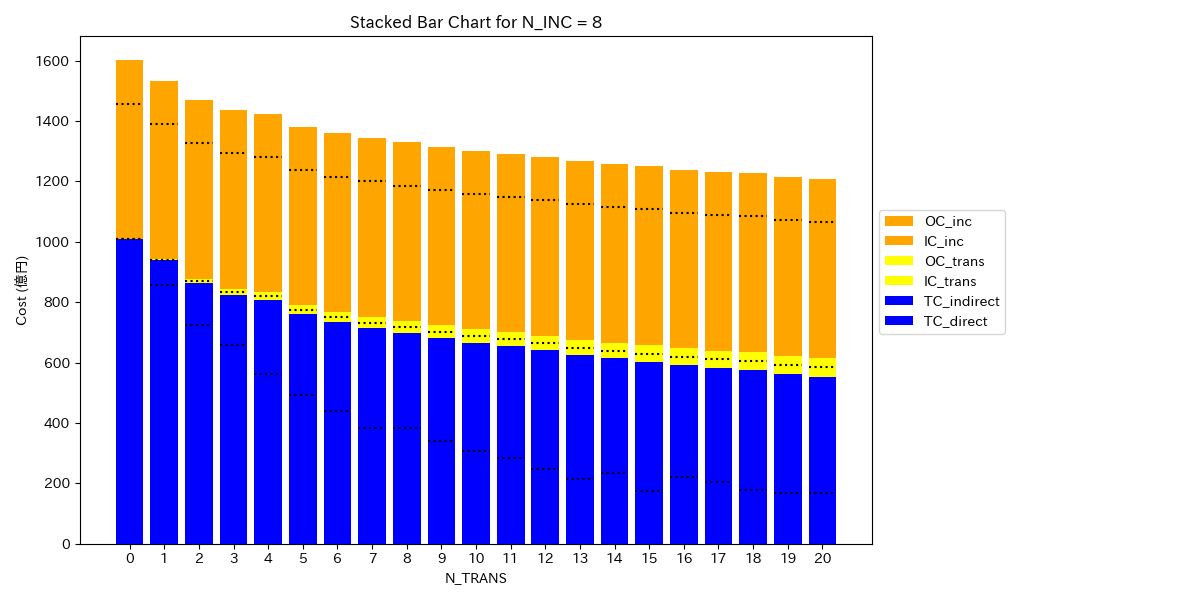 Stacked Bar Chart for N_INC = 8
Cost (億円)
1600
1400
1200
1000
800
600
400
200
0
0 1 2 3 4 5 6 7 8 9 10 11 12 13 14 15 16 17 18 19 20
N_TRANS
OC_inc
IC_inc
OC_trans
IC_trans
TC_indirect
TC_direct